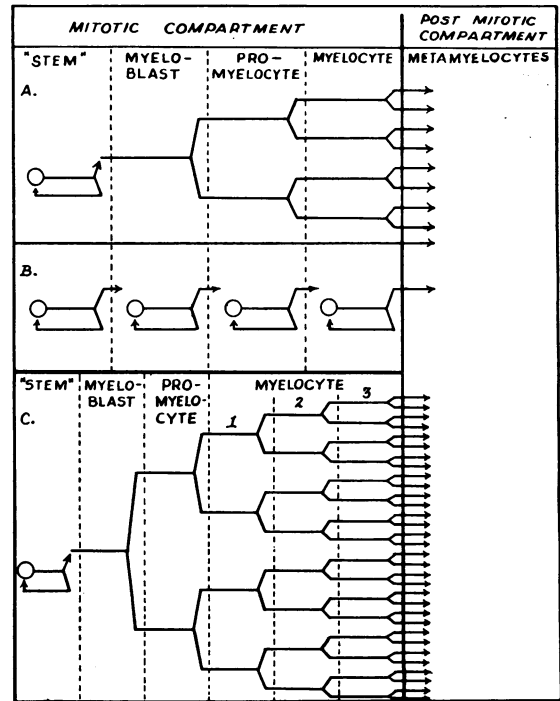 MITOTIC COMPARTMENT
POST MITOTIC
COMPARTMENT
"STEM"
MYELO-
BLAST
PRO-
MYELOCYTE
MYELOCYTE
METAMYELOCYTES
A.
B.
"STEM"
MYELO-
BLAST
PRO-
MYELO-
CYTE
MYELOCYTE
1
2
3
C.